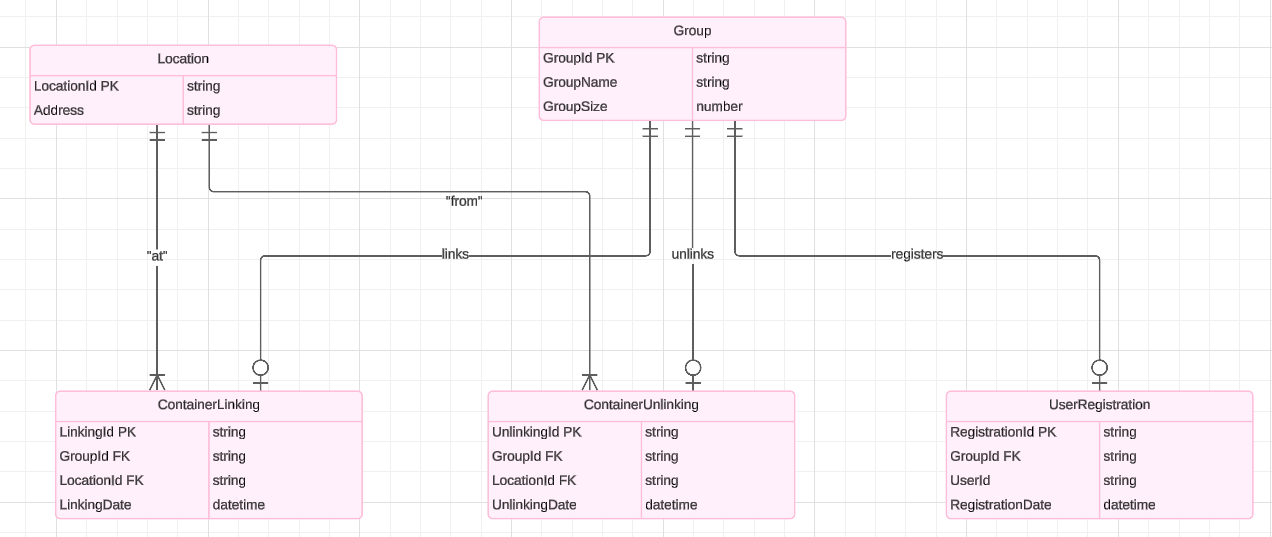 Group
GroupId PK string
GroupName string
GroupSize number
Location
LocationId PK string
Address string
"from"
"at"
links
unlinks
registers
ContainerLinking
LinkingId PK string
GroupId FK string
LocationId FK string
LinkingDate datetime
ContainerUnlinking
UnlinkingId PK string
GroupId FK string
LocationId FK string
UnlinkingDate datetime
UserRegistration
RegistrationId PK string
GroupId FK string
UserId string
RegistrationDate datetime